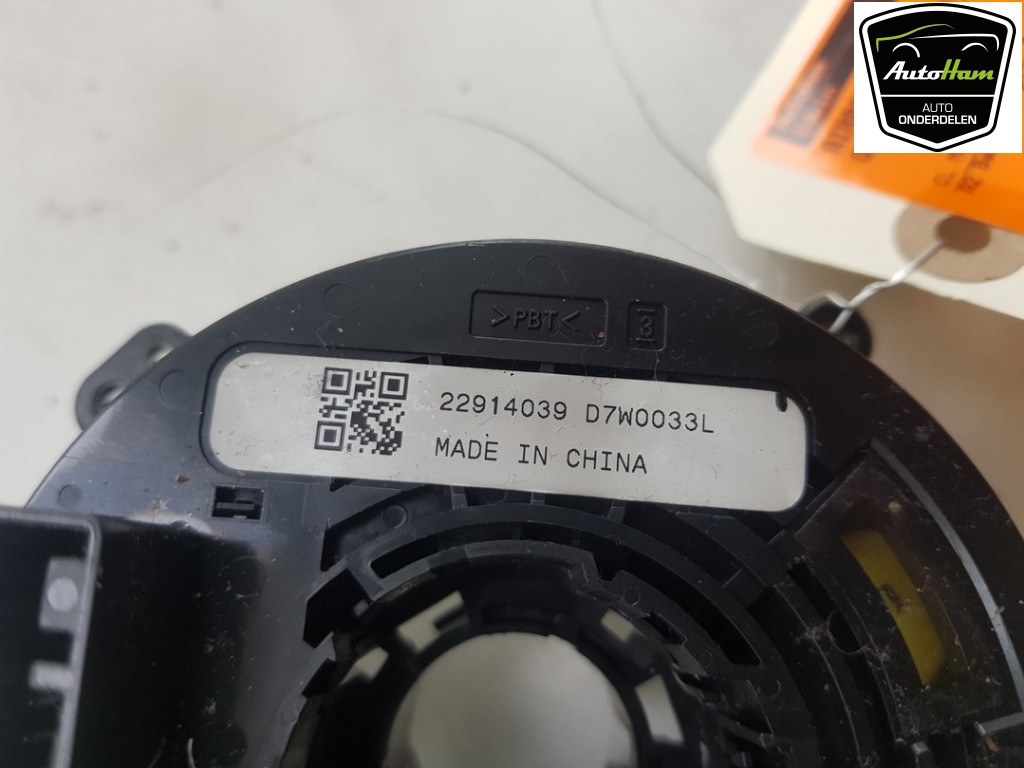 AutoHam
AUTO
ONDERDELEN
>PBT<
3
22914039 D7W0033L
MADE IN CHINA